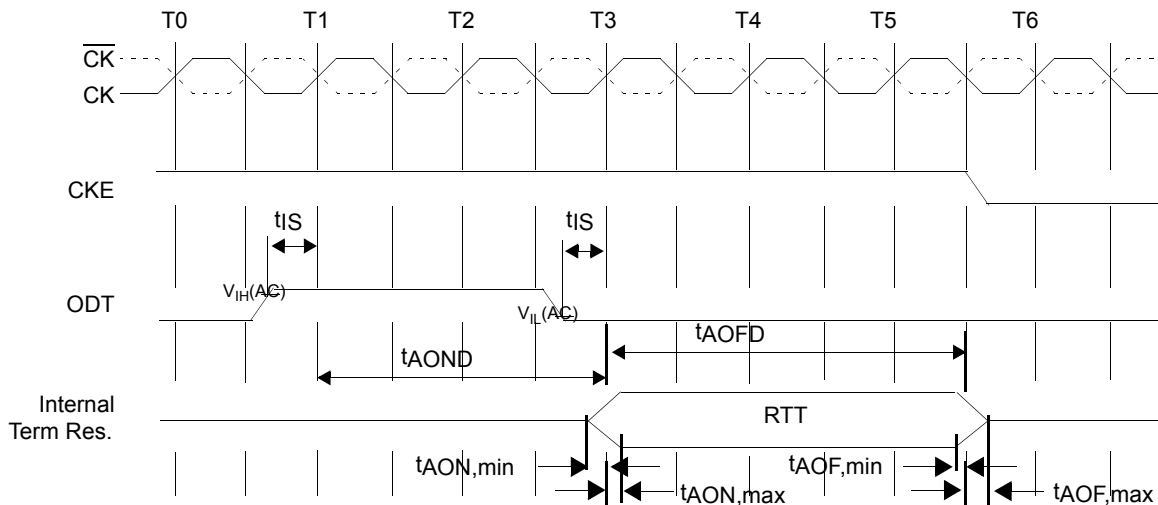 T0 T1 T2 T3 T4 T5 T6
CK
CK
CKE
tIS tIS
VIH(AC)
ODT
VIL(AC)
tAOFD
tAOND
Internal
Term Res.
RTT
tAON,min tAOF,min
tAON,max tAOF,max